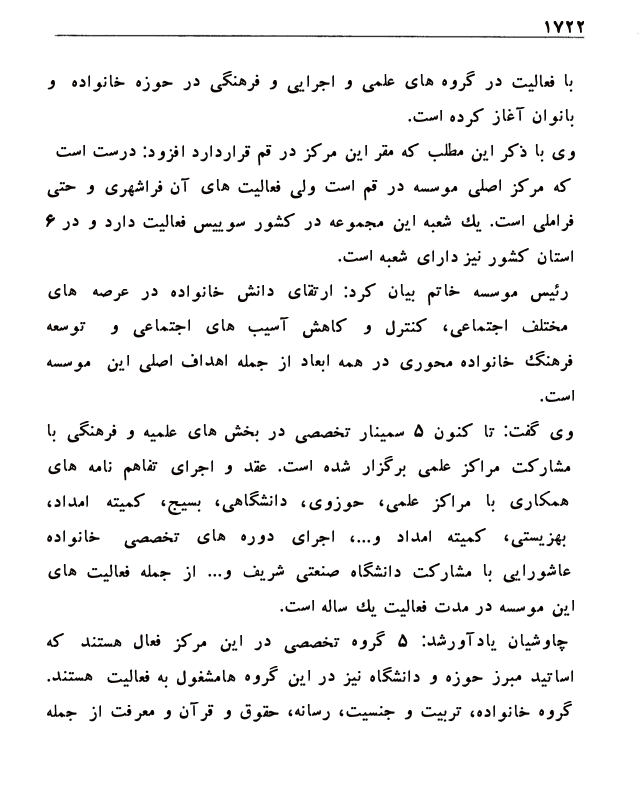 ۱۷۲۲
با فعالیت در گروه های علمی و اجرایی و فرهنگی در حوزه خانواده و
بانوان آغاز کرده است.
وی با ذکر این مطلب که مقر این مرکز در قم قراردارد افزود: درست است
که مرکز اصلی موسسه در قم است ولی فعالیت های آن فراشهری و حتی
فراملی است. یك شعبه این مجموعه در کشور سوییس فعالیت دارد و در ۶
استان کشور نیز دارای شعبه است.
رئیس موسسه خاتم بیان کرد: ارتقای دانش خانواده در عرصه های
مختلف اجتماعی، کنترل و کاهش آسیب های اجتماعی و توسعه
فرهنگ خانواده محوری در همه ابعاد از جمله اهداف اصلی این موسسه
است.
وی گفت: تا کنون ۵ سمینار تخصصی در بخش های علمیه و فرهنگی با
مشارکت مراکز علمی برگزار شده است. عقد و اجرای تفاهم نامه های
همکاری با مراکز علمی، حوزوی، دانشگاهی، بسیج، کمیته امداد،
بهزیستی، کمیته امداد و...، اجرای دوره های تخصصی خانواده
عاشورایی با مشارکت دانشگاه صنعتی شریف و... از جمله فعالیت های
این موسسه در مدت فعالیت یك ساله است.
چاوشیان یادآورشد: ۵ گروه تخصصی در این مرکز فعال هستند که
اساتید مبرز حوزه و دانشگاه نیز در این گروه هامشغول به فعالیت هستند.
گروه خانواده، تربیت و جنسیت، رسانه، حقوق و قرآن و معرفت از جمله